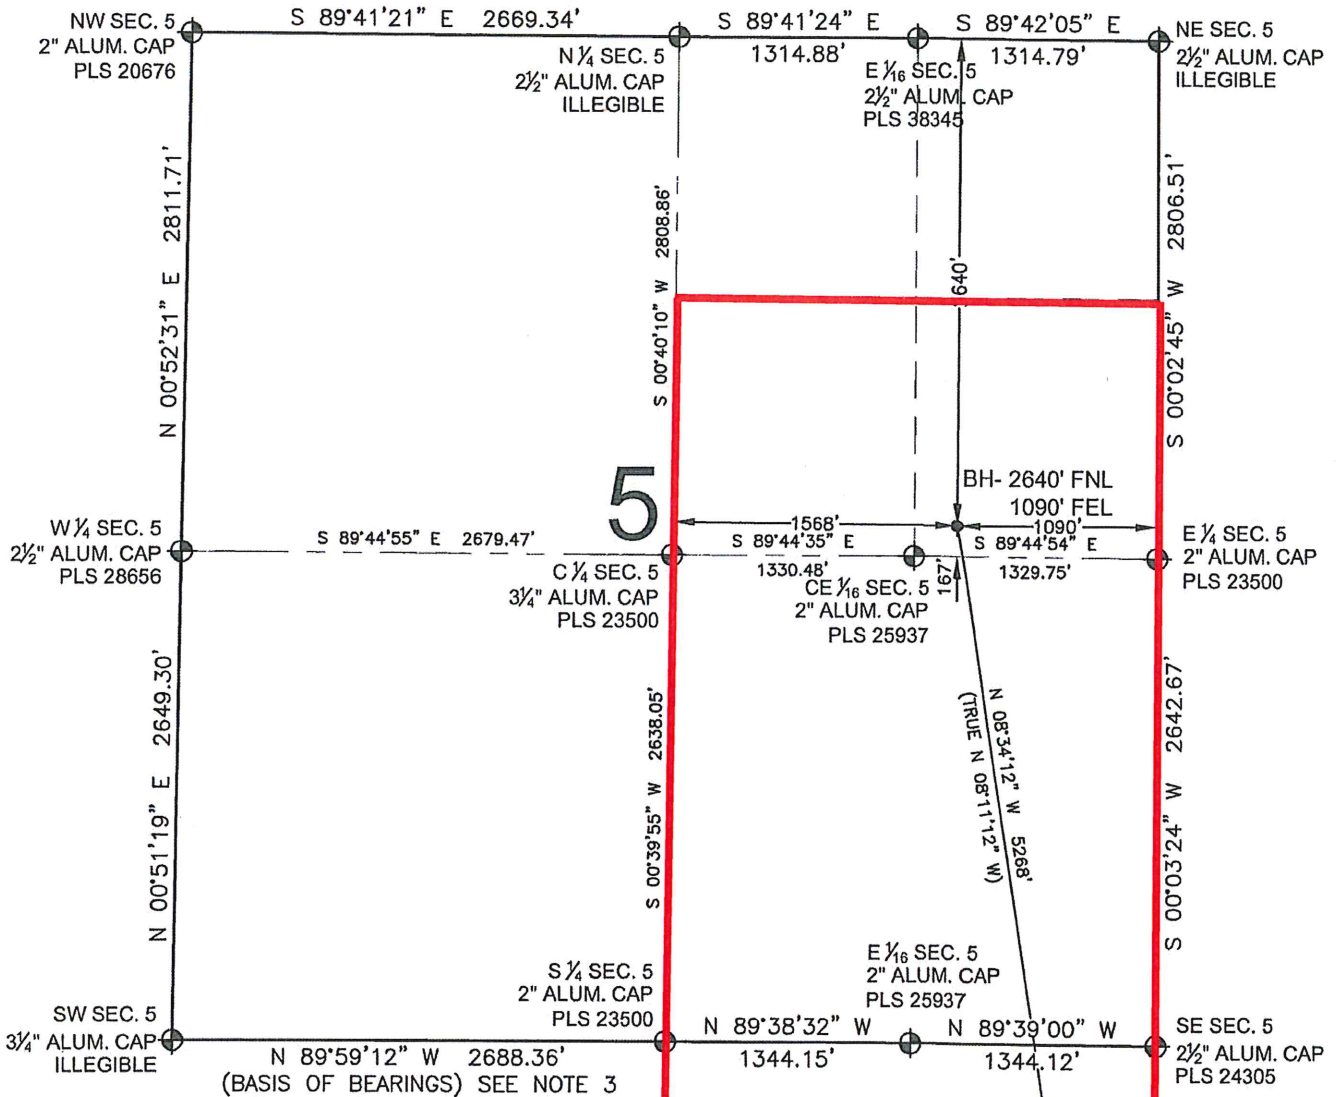 NW SEC. 5
2" ALUM. CAP
PLS 20676
S 89°41'21" E 2669.34'
N ¼ SEC. 5
2½" ALUM. CAP
ILLEGIBLE
S 89°41'24" E
1314.88'
E 1⁄16 SEC. 5
2½" ALUM. CAP
PLS 38345
S 89°42'05" E
1314.79'
NE SEC. 5
2½" ALUM. CAP
ILLEGIBLE
N 00°52'31" E 2811.71'
S 00°40'10" W 2808.86'
640'
S 00°02'45" W 2806.51'
5
BH- 2640' FNL
1090' FEL
1568'
1090'
W ¼ SEC. 5
2½" ALUM. CAP
PLS 28656
S 89°44'55" E 2679.47'
C ¼ SEC. 5
3¼" ALUM. CAP
PLS 23500
S 89°44'35" E
1330.48'
CE 1⁄16 SEC. 5
2" ALUM. CAP
PLS 25937
167'
S 89°44'54" E
1329.75'
E ¼ SEC. 5
2" ALUM. CAP
PLS 23500
N 00°51'19" E 2649.30'
S 00°39'55" W 2638.05'
N 08°34'12" W 5268'
(TRUE N 08°11'12" W)
S 00°03'24" W 2642.67'
SW SEC. 5
3¼" ALUM. CAP
ILLEGIBLE
N 89°59'12" W 2688.36'
(BASIS OF BEARINGS) SEE NOTE 3
S ¼ SEC. 5
2" ALUM. CAP
PLS 23500
N 89°38'32" W
1344.15'
E 1⁄16 SEC. 5
2" ALUM. CAP
PLS 25937
N 89°39'00" W
1344.12'
SE SEC. 5
2½" ALUM. CAP
PLS 24305